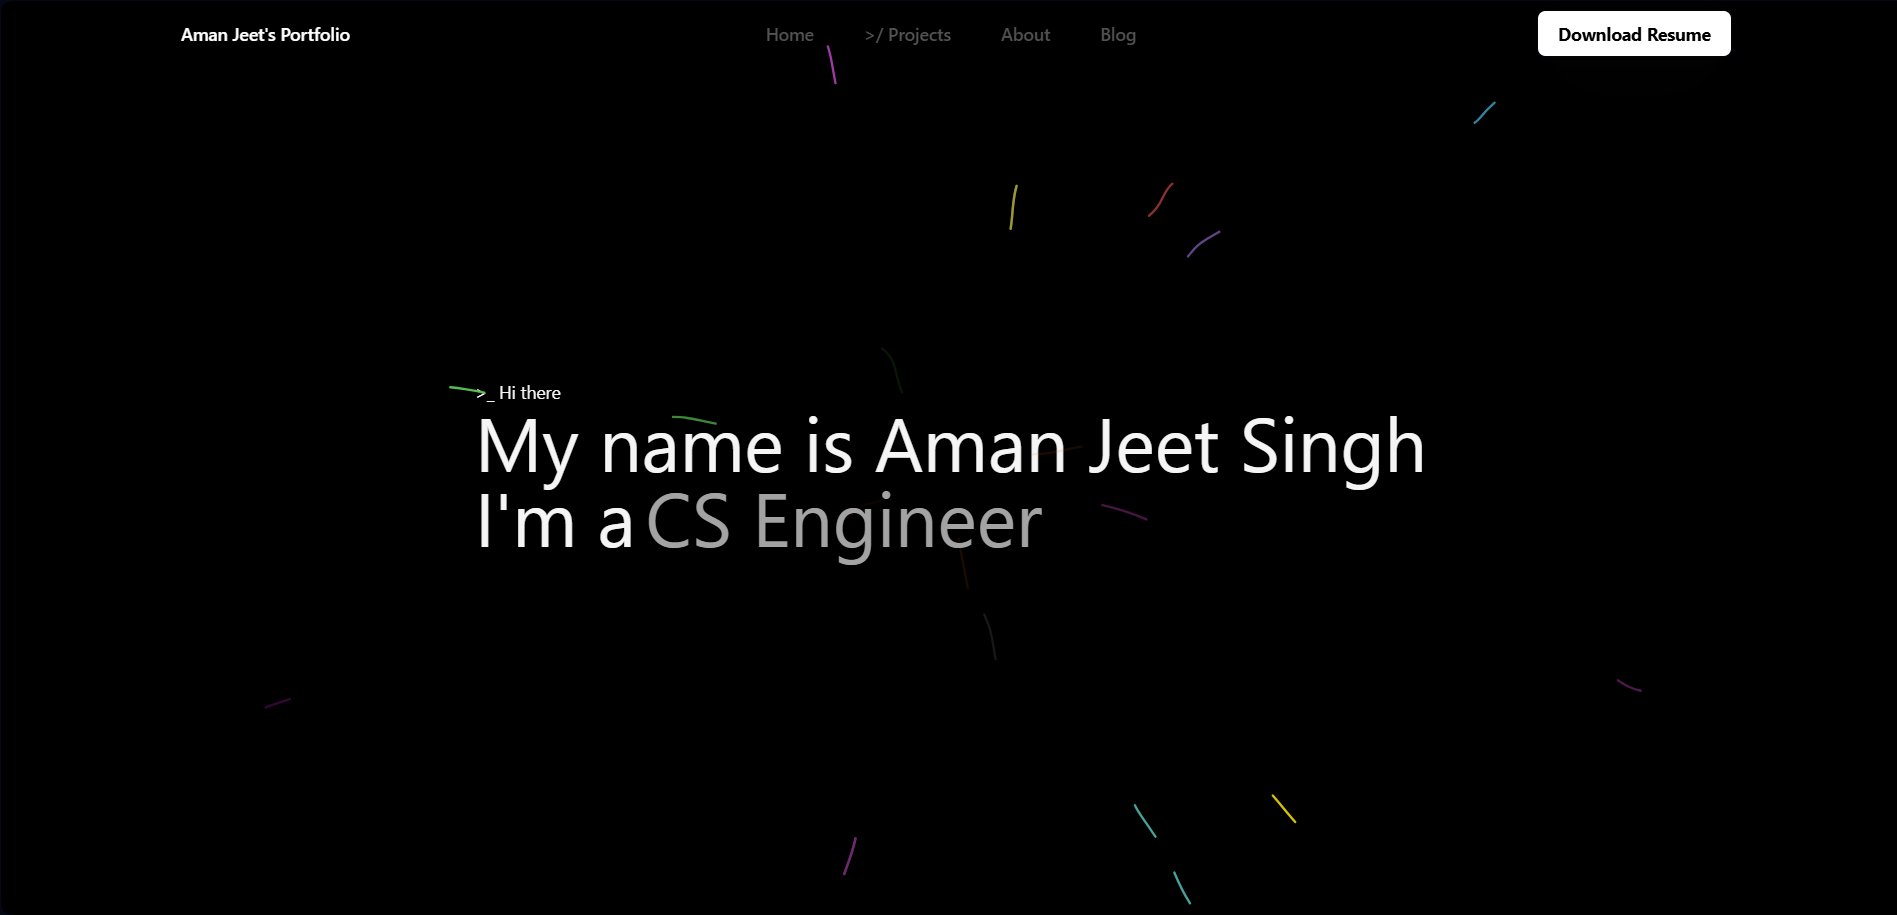 Aman Jeet's Portfolio
Home >/ Projects About Blog
Download Resume
>_ Hi there
My name is Aman Jeet Singh
I'm a CS Engineer